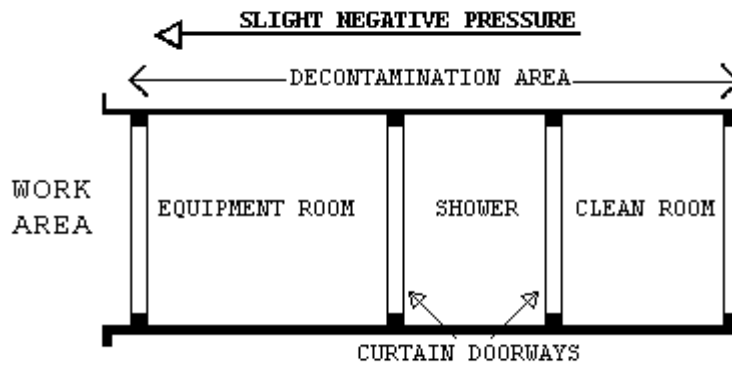 SLIGHT NEGATIVE PRESSURE
DECONTAMINATION AREA
WORK
AREA
EQUIPMENT ROOM
SHOWER
CLEAN ROOM
CURTAIN DOORWAYS